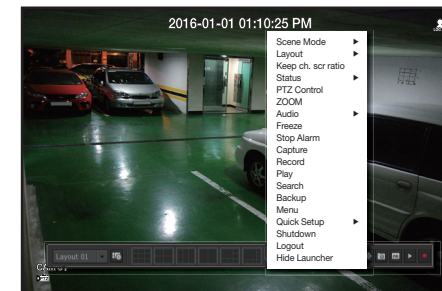 2016-01-01 01:10:25 PM
Scene Mode
Layout
Keep ch. scr ratio
Status
PTZ Control
ZOOM
Audio
Freeze
Stop Alarm
Capture
Record
Play
Search
Backup
Menu
Quick Setup
Shutdown
Logout
Hide Launcher
Layout 01